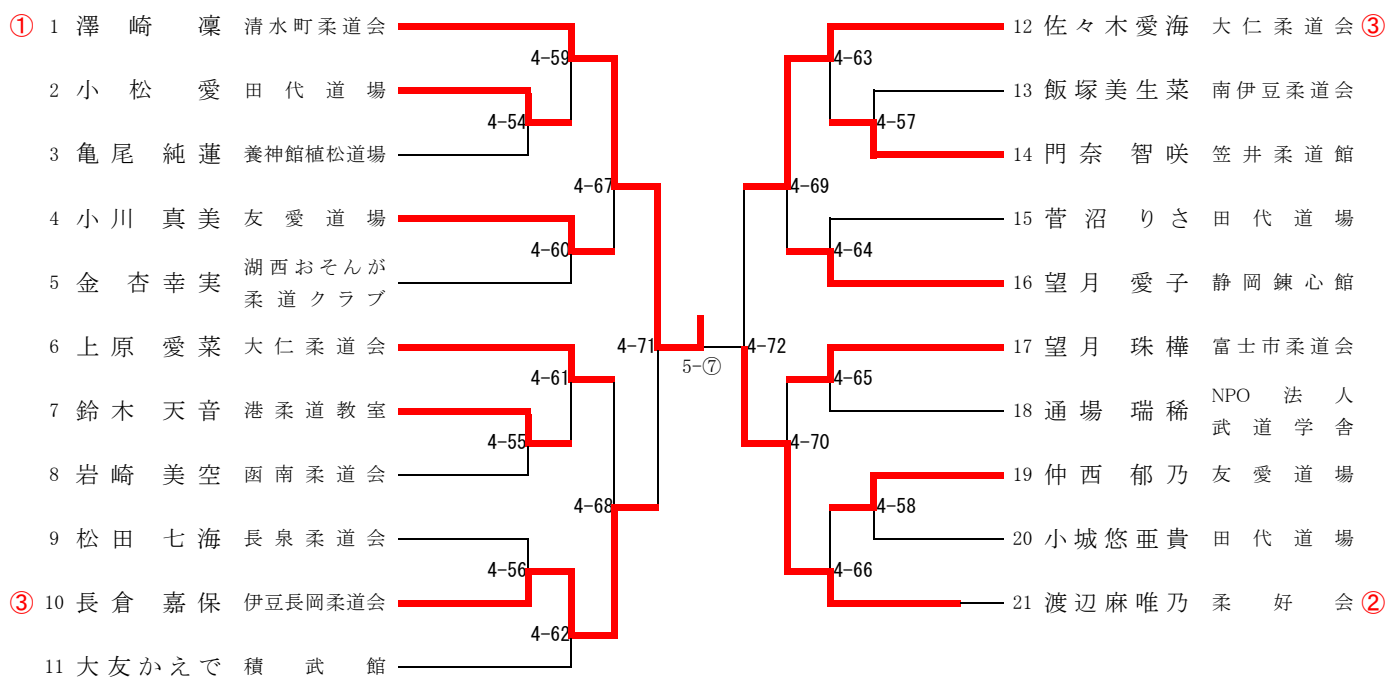 ① 1 澤崎凜 清水町柔道会
2 小松愛 田代道場
3 亀尾純蓮 養神館植松道場
4 小川真美 友愛道場
5 金杏幸実 湖西おそんが
柔道クラブ
6 上原愛菜 大仁柔道会
7 鈴木天音 港柔道教室
8 岩崎美空 函南柔道会
9 松田七海 長泉柔道会
③ 10 長倉嘉保 伊豆長岡柔道会
11 大友かえで 積武館
4-59
4-54
4-67
4-60
4-71
4-61
4-55
4-68
4-56
4-62
5-⑦
4-63
4-57
4-69
4-64
4-72
4-65
4-70
4-58
4-66
12 佐々木愛海 大仁柔道会 ③
13 飯塚美生菜 南伊豆柔道会
14 門奈智咲 笠井柔道館
15 菅沼りさ 田代道場
16 望月愛子 静岡錬心館
17 望月珠樺 富士市柔道会
18 通場瑞稀 NPO法人
武道学舎
19 仲西郁乃 友愛道場
20 小城悠亜貴 田代道場
21 渡辺麻唯乃 柔好会 ②